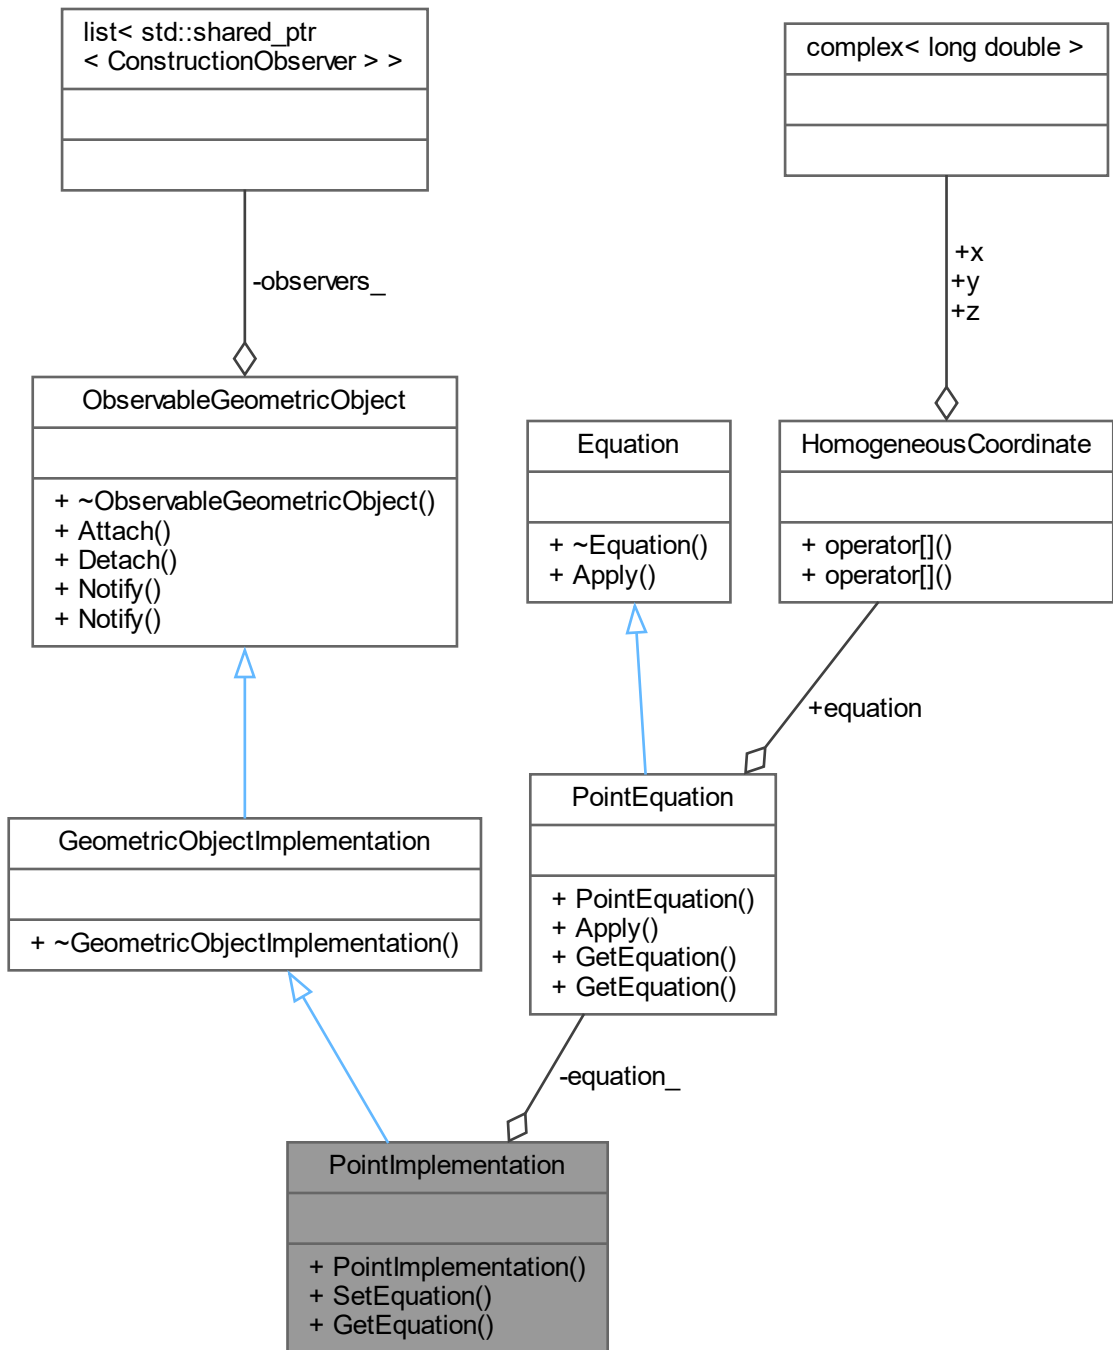 list< std::shared_ptr
< ConstructionObserver > >
complex< long double >
+x
+y
+z
-observers_
ObservableGeometricObject
+ ~ObservableGeometricObject()
+ Attach()
+ Detach()
+ Notify()
+ Notify()
Equation
+ ~Equation()
+ Apply()
HomogeneousCoordinate
+ operator[]()
+ operator[]()
+equation
GeometricObjectImplementation
+ ~GeometricObjectImplementation()
PointEquation
+ PointEquation()
+ Apply()
+ GetEquation()
+ GetEquation()
-equation_
PointImplementation
+ PointImplementation()
+ SetEquation()
+ GetEquation()